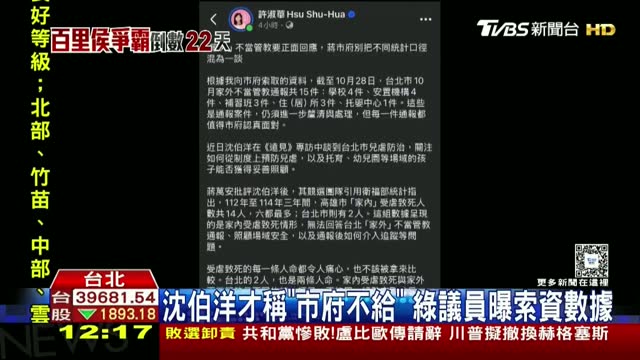 百里侯爭霸倒數22天
TVBS新聞台 HD
許淑華Hsu Shu-Hua
4小時
不當管教要正面回應，蔣市府別把不同統計口徑
混為一談
根據我向市府索取的資料，截至10月28日，台北市10
月家外不當管教通報共15件：學校4件、安置機構4
件、補習班3件、住(居)所3件、托嬰中心1件。這些
是通報案件，仍須進一步釐清與處理，但每一件通報都
值得市府認真面對。
近日沈伯洋在《遠見》專訪中談到台北市兒虐防治，關注
如何從制度上預防兒虐，以及托育、幼兒園等場域的孩
子能否獲得妥善照顧。
蔣萬安批評沈伯洋後，其競選團隊引用衛福部統計指
出，112年至114年三年間，高雄市「家內」受虐致死人
數共14人，六都最多；台北市則有2人。這組數據呈現
的是家內受虐致死情形，無法回答台北「家外」不當管教
通報、照顧場域安全，以及通報後如何介入追蹤等問
題。
受虐致死的每一條人命都令人痛心，也不該被拿來比
較。台北的2人，也是兩條人命。家內受虐致死與家外
好等級；北部、竹苗、中部、雲
更多新聞在這裡
台北
台股 39681.54
1893.18
沈伯洋才稱"市府不給" 綠議員曝索資數據
12:17
敗選卸責
共和黨慘敗！盧比歐傳請辭 川普擬撤換赫格塞斯
NEWS